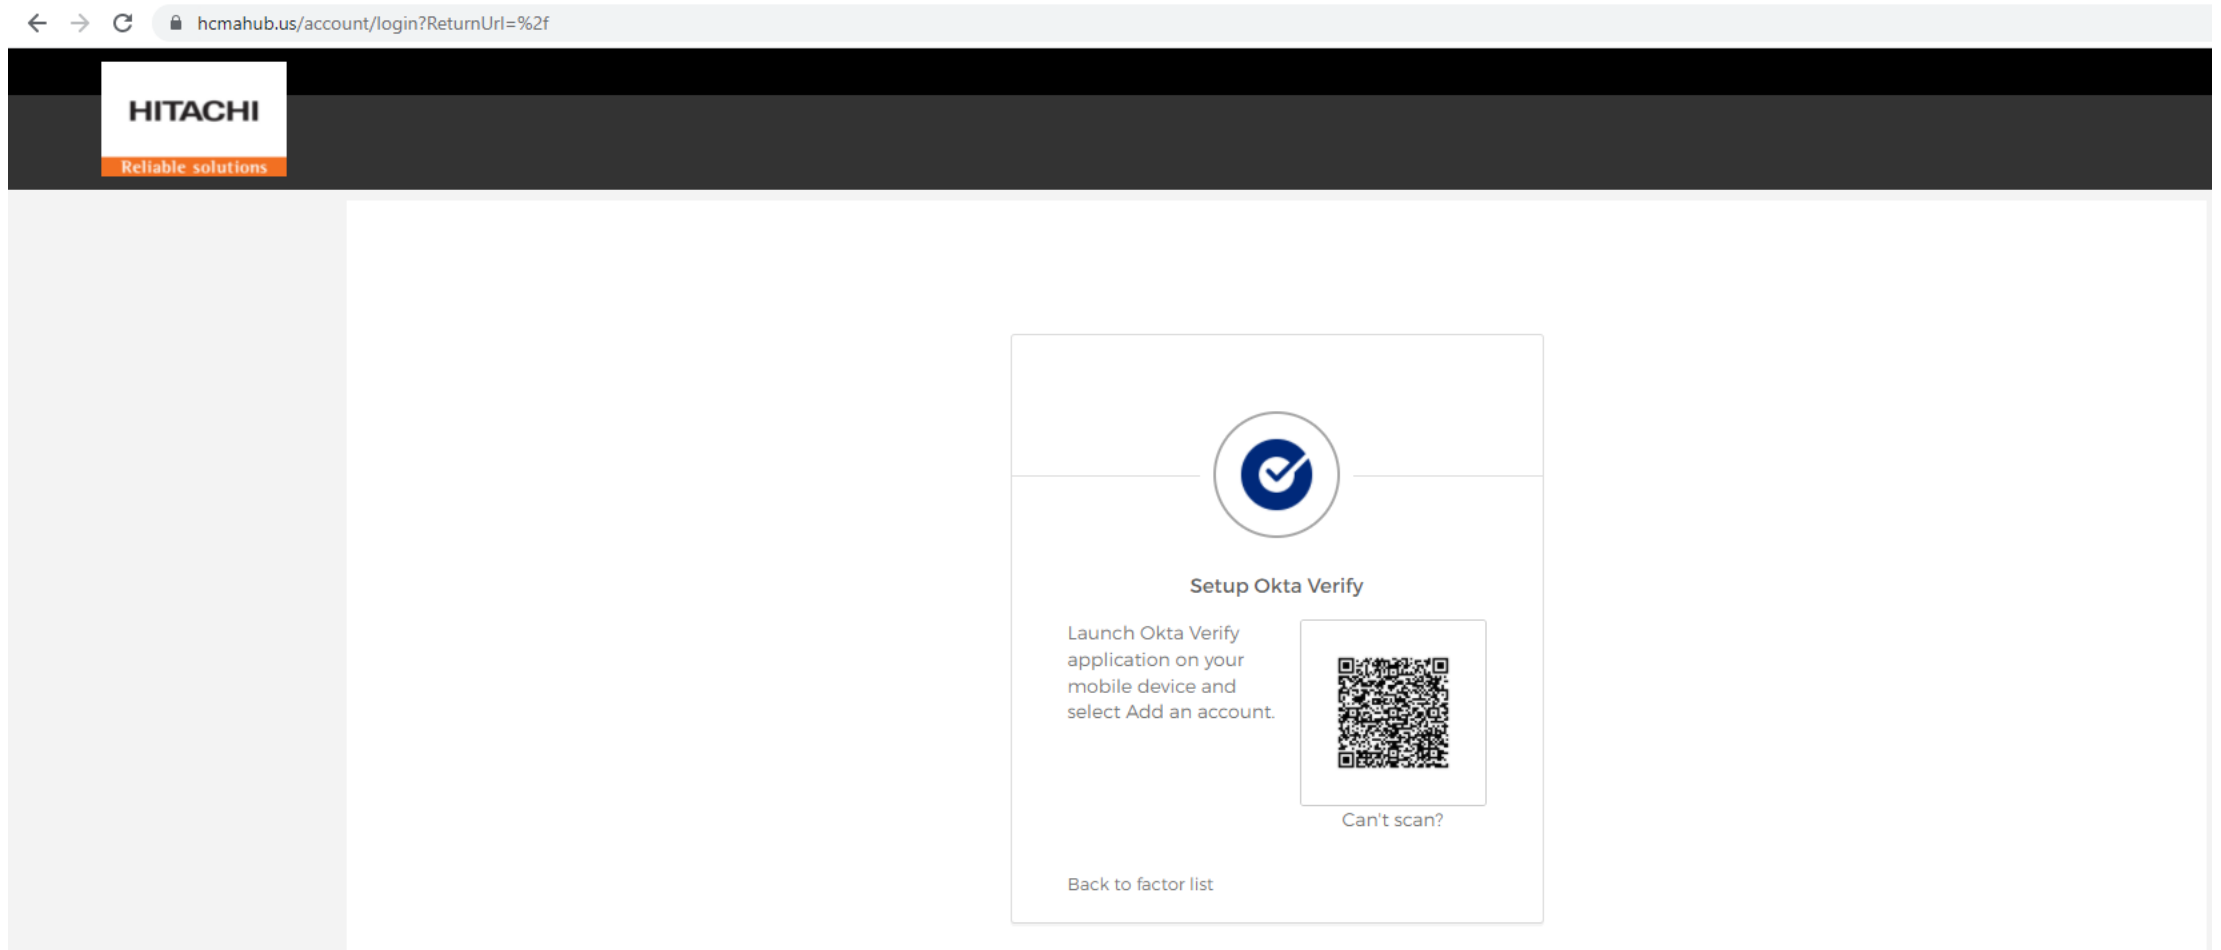 hcmahub.us/account/login?ReturnUrl=%2f
HITACHI
Reliable solutions
Setup Okta Verify
Launch Okta Verify
application on your
mobile device and
select Add an account.
Can't scan?
Back to factor list